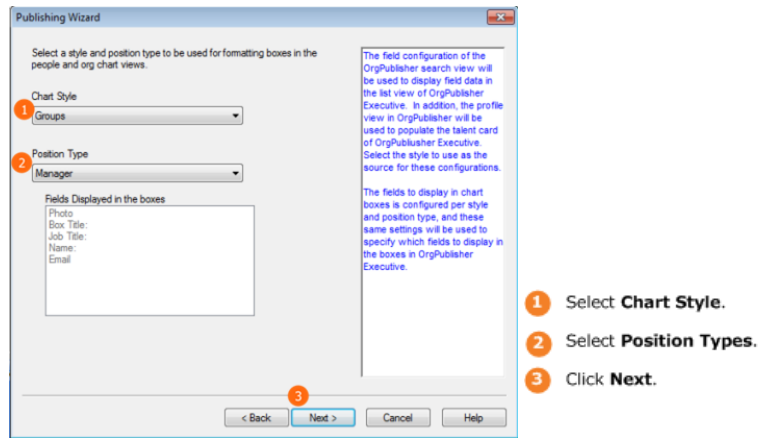 Publishing Wizard
Select a style and position type to be used for formatting boxes in the
people and org chart views.
Chart Style
1
Groups
Position Type
2
Manager
Fields Displayed in the boxes
Photo
Box Title:
Job Title:
Name:
Email
The field configuration of the
OrgPublisher search view will
be used to display field data in
the list view of OrgPublisher
Executive. In addition, the profile
view in OrgPublisher will be
used to populate the talent card
of OrgPubliusher Executive.
Select the style to use as the
source for these configurations.
The fields to display in chart
boxes is configured per style
and position type, and these
same settings will be used to
specify which fields to display in
the boxes in OrgPublisher
Executive.
3
< Back
Next >
Cancel
Help
1 Select Chart Style.
2 Select Position Types.
3 Click Next.